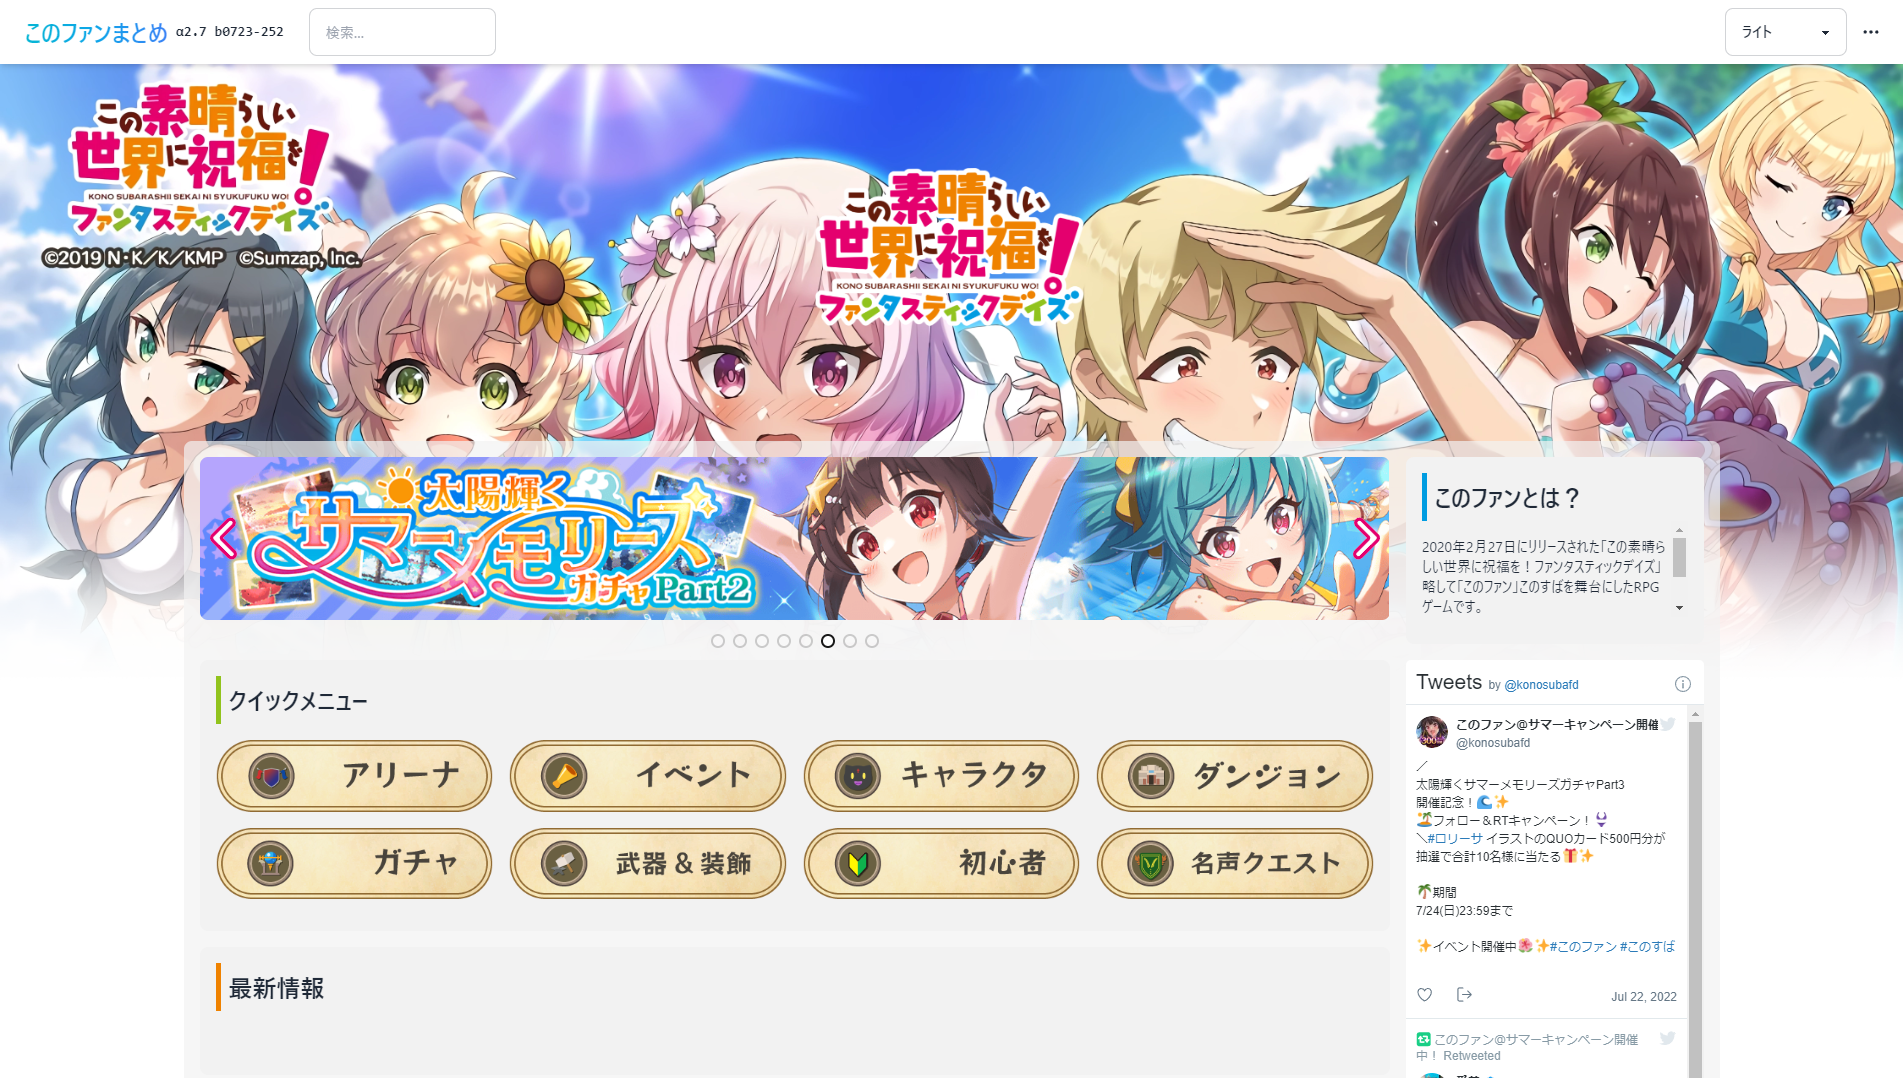 このファンまとめ α2.7 b0723-252
検索...
ライト
この素晴らしい
世界に祝福を!
KONO SUBARASHII SEKAI NI SYUKUFUKU WO!
ファンタスティックデイズ
©2019 N・K/K/KMP ©Sumzap, Inc.
この素晴らしい
世界に祝福を!
KONO SUBARASHII SEKAI NI SYUKUFUKU WO!
ファンタスティックデイズ
太陽輝く
サマーメモリーズ
ガチャ Part2
このファンとは?
2020年2月27日にリリースされた「この素晴ら
しい世界に祝福を!ファンタスティックデイズ」
略して「このファン」このすばを舞台にしたRPG
ゲームです。
クイックメニュー
アリーナ
イベント
キャラクタ
ダンジョン
ガチャ
武器 & 装飾
初心者
名声クエスト
最新情報
Tweets by @konosubafd
このファン@サマーキャンペーン開催
@konosubafd
/
太陽輝くサマーメモリーズガチャPart3
開催記念!🌊✨
🏝フォロー&RTキャンペーン!👙
\#ロリーサ イラストのQUOカード500円分が
抽選で合計10名様に当たる🎁✨
🌴期間
7/24(日)23:59まで
✨イベント開催中🌺✨#このファン #このすば
Jul 22, 2022
このファン@サマーキャンペーン開催
中! Retweeted